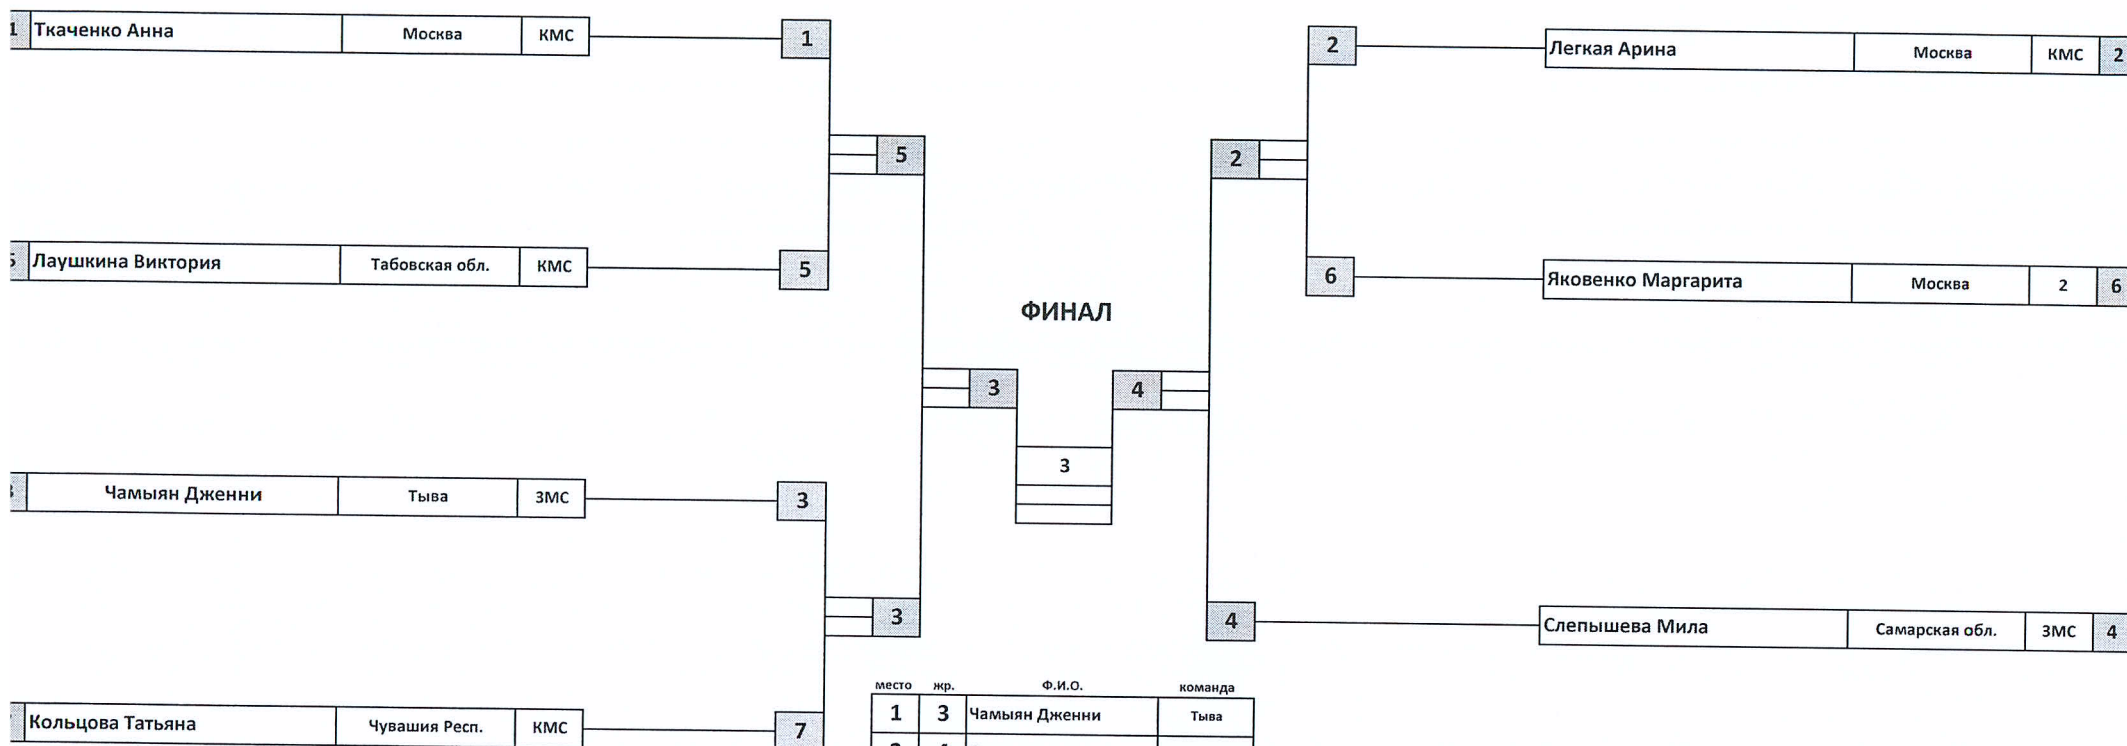 1 Ткаченко Анна Москва КМС 1
2 Легкая Арина Москва КМС 2
5
2
Лаушкина Виктория Табовская обл. КМС 5
6 Яковенко Маргарита Москва 2 6
ФИНАЛ
3
4
3
Чамыян Дженни Тыва ЗМС 3
3
4 Слепышева Мила Самарская обл. ЗМС 4
место жр. Ф.И.О. команда
1 3 Чамыян Дженни Тыва
Кольцова Татьяна Чувашия Респ. КМС 7